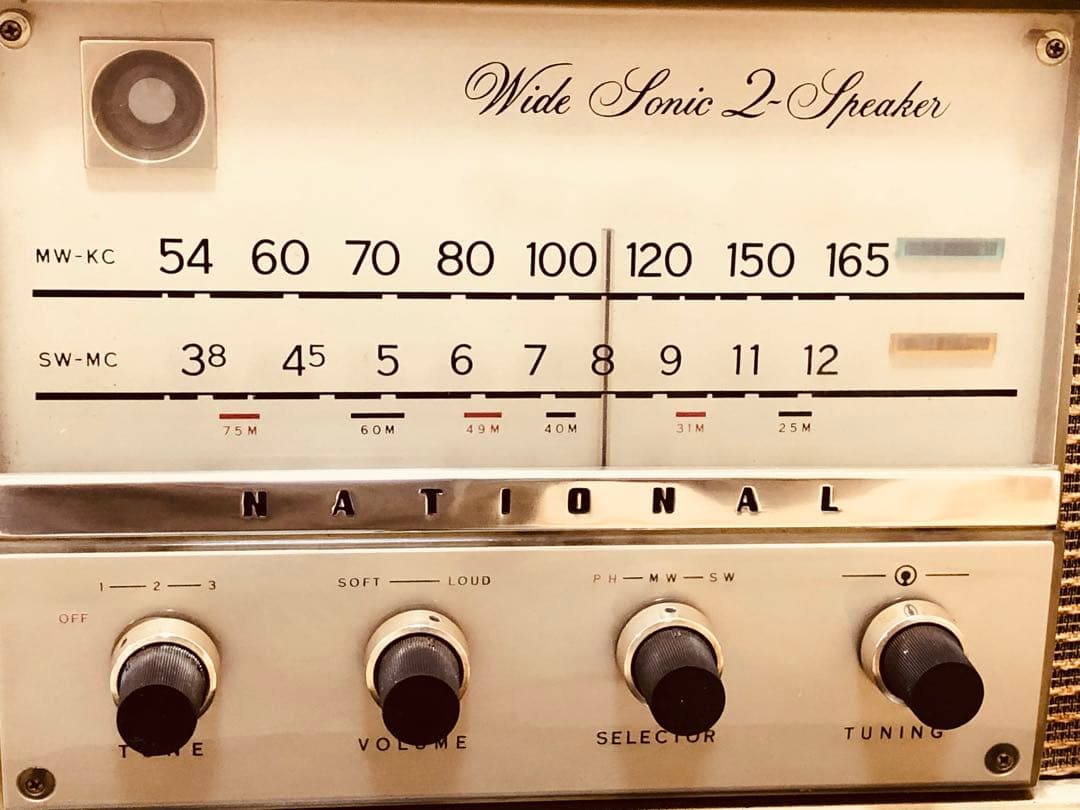 Wide Sonic 2-Speaker
MW-KC 54 60 70 80 100 120 150 165
SW-MC 38 45 5 6 7 8 9 11 12
75M 60M 49M 40M 31M 25M
NATIONAL
1 — 2 — 3 SOFT — LOUD PH — MW — SW
OFF
TONE VOLUME SELECTOR TUNING